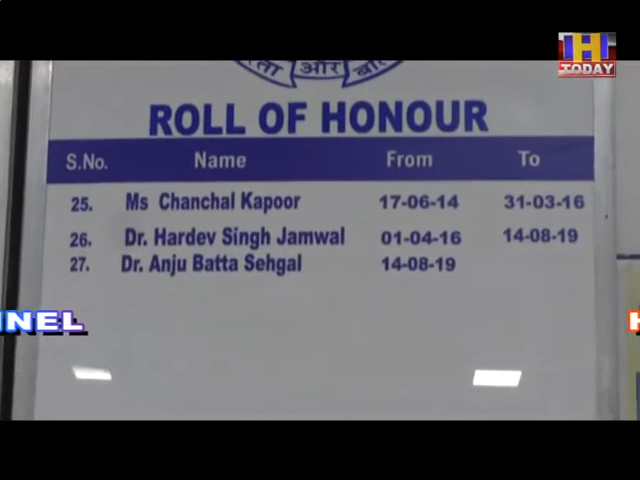 H
TODAY
और
ROLL OF HONOUR
S.No. Name From To
25. Ms Chanchal Kapoor 17-06-14 31-03-16
26. Dr. Hardev Singh Jamwal 01-04-16 14-08-19
27. Dr. Anju Batta Sehgal 14-08-19
NEL H